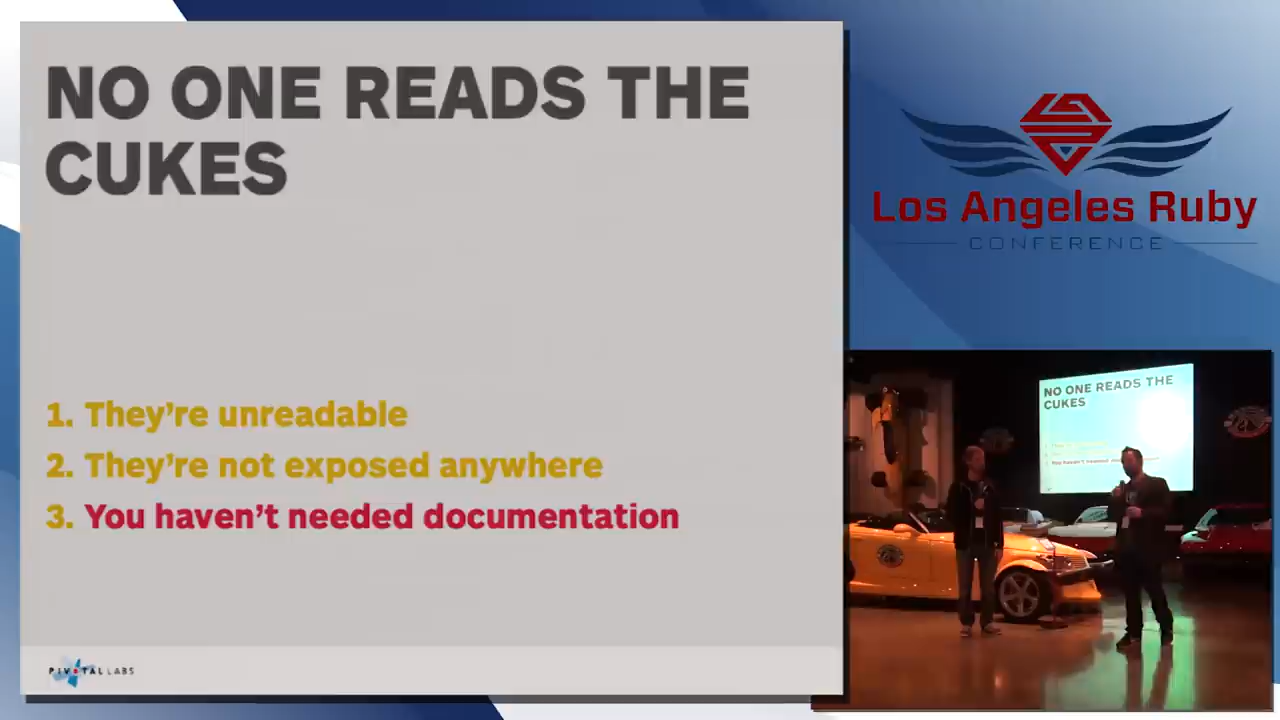 NO ONE READS THE
CUKES
1. They're unreadable
2. They're not exposed anywhere
3. You haven't needed documentation
PIVOTAL LABS
Los Angeles Ruby
CONFERENCE
NO ONE READS THE
CUKES